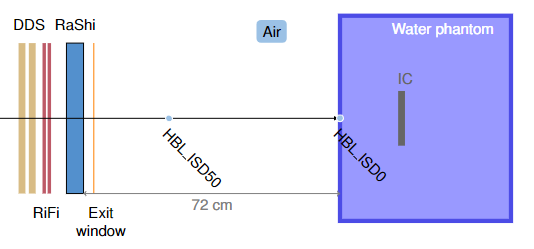 DDS RaShi
Air
Water phantom
IC
HBL_ISD50
HBL_ISD0
72 cm
RiFi
Exit
window